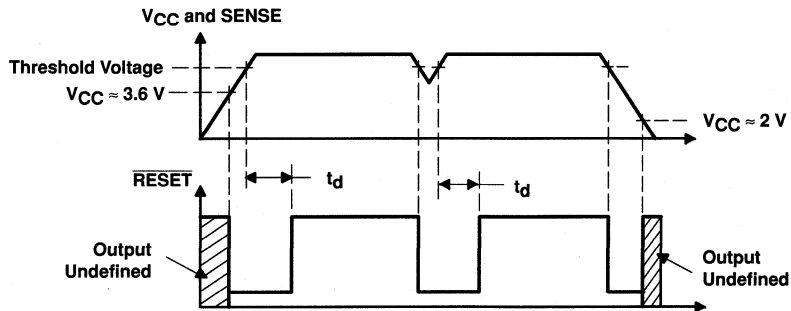 VCC and SENSE
Threshold Voltage
VCC ≈ 3.6 V
VCC ≈ 2 V
RESET
td
td
Output
Undefined
Output
Undefined